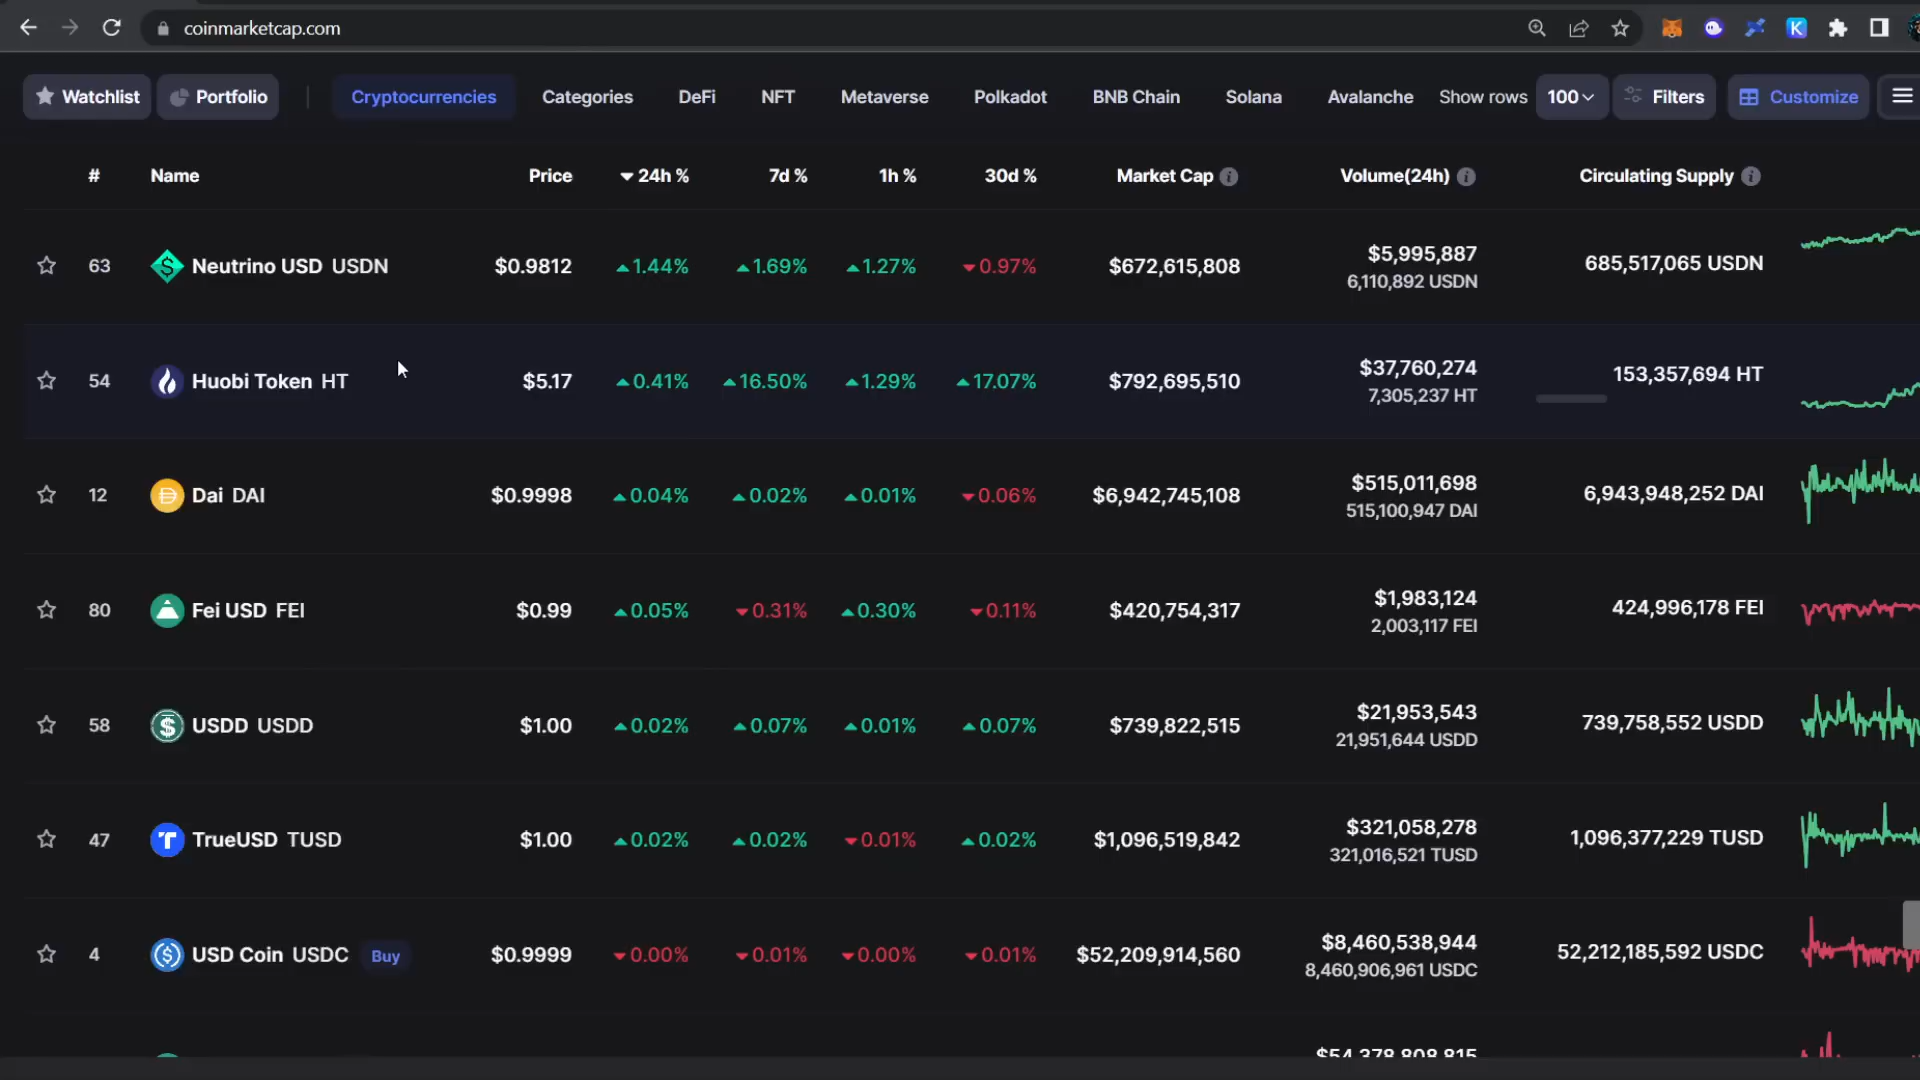 coinmarketcap.com
Watchlist Portfolio Cryptocurrencies Categories DeFi NFT Metaverse Polkadot BNB Chain Solana Avalanche Show rows 100 Filters Customize
# Name Price 24h % 7d % 1h % 30d % Market Cap Volume(24h) Circulating Supply
63 Neutrino USD USDN $0.9812 1.44% 1.69% 1.27% 0.97% $672,615,808 $5,995,887 685,517,065 USDN
6,110,892 USDN
54 Huobi Token HT $5.17 0.41% 16.50% 1.29% 17.07% $792,695,510 $37,760,274 153,357,694 HT
7,305,237 HT
12 Dai DAI $0.9998 0.04% 0.02% 0.01% 0.06% $6,942,745,108 $515,011,698 6,943,948,252 DAI
515,100,947 DAI
80 Fei USD FEI $0.99 0.05% 0.31% 0.30% 0.11% $420,754,317 $1,983,124 424,996,178 FEI
2,003,117 FEI
58 USDD USDD $1.00 0.02% 0.07% 0.01% 0.07% $739,822,515 $21,953,543 739,758,552 USDD
21,951,644 USDD
47 TrueUSD TUSD $1.00 0.02% 0.02% 0.01% 0.02% $1,096,519,842 $321,058,278 1,096,377,229 TUSD
321,016,521 TUSD
4 USD Coin USDC Buy $0.9999 0.00% 0.01% 0.00% 0.01% $52,209,914,560 $8,460,538,944 52,212,185,592 USDC
8,460,906,961 USDC
$54,378,808,815